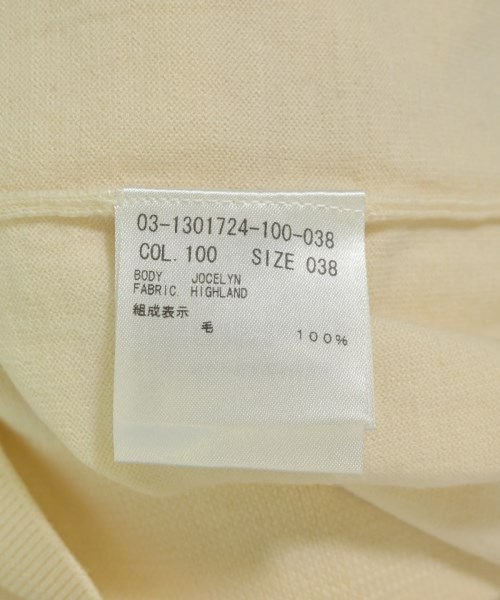 03-1301724-100-038
COL. 100 SIZE 038
BODY JOCELYN
FABRIC. HIGHLAND
組成表示
毛 100%